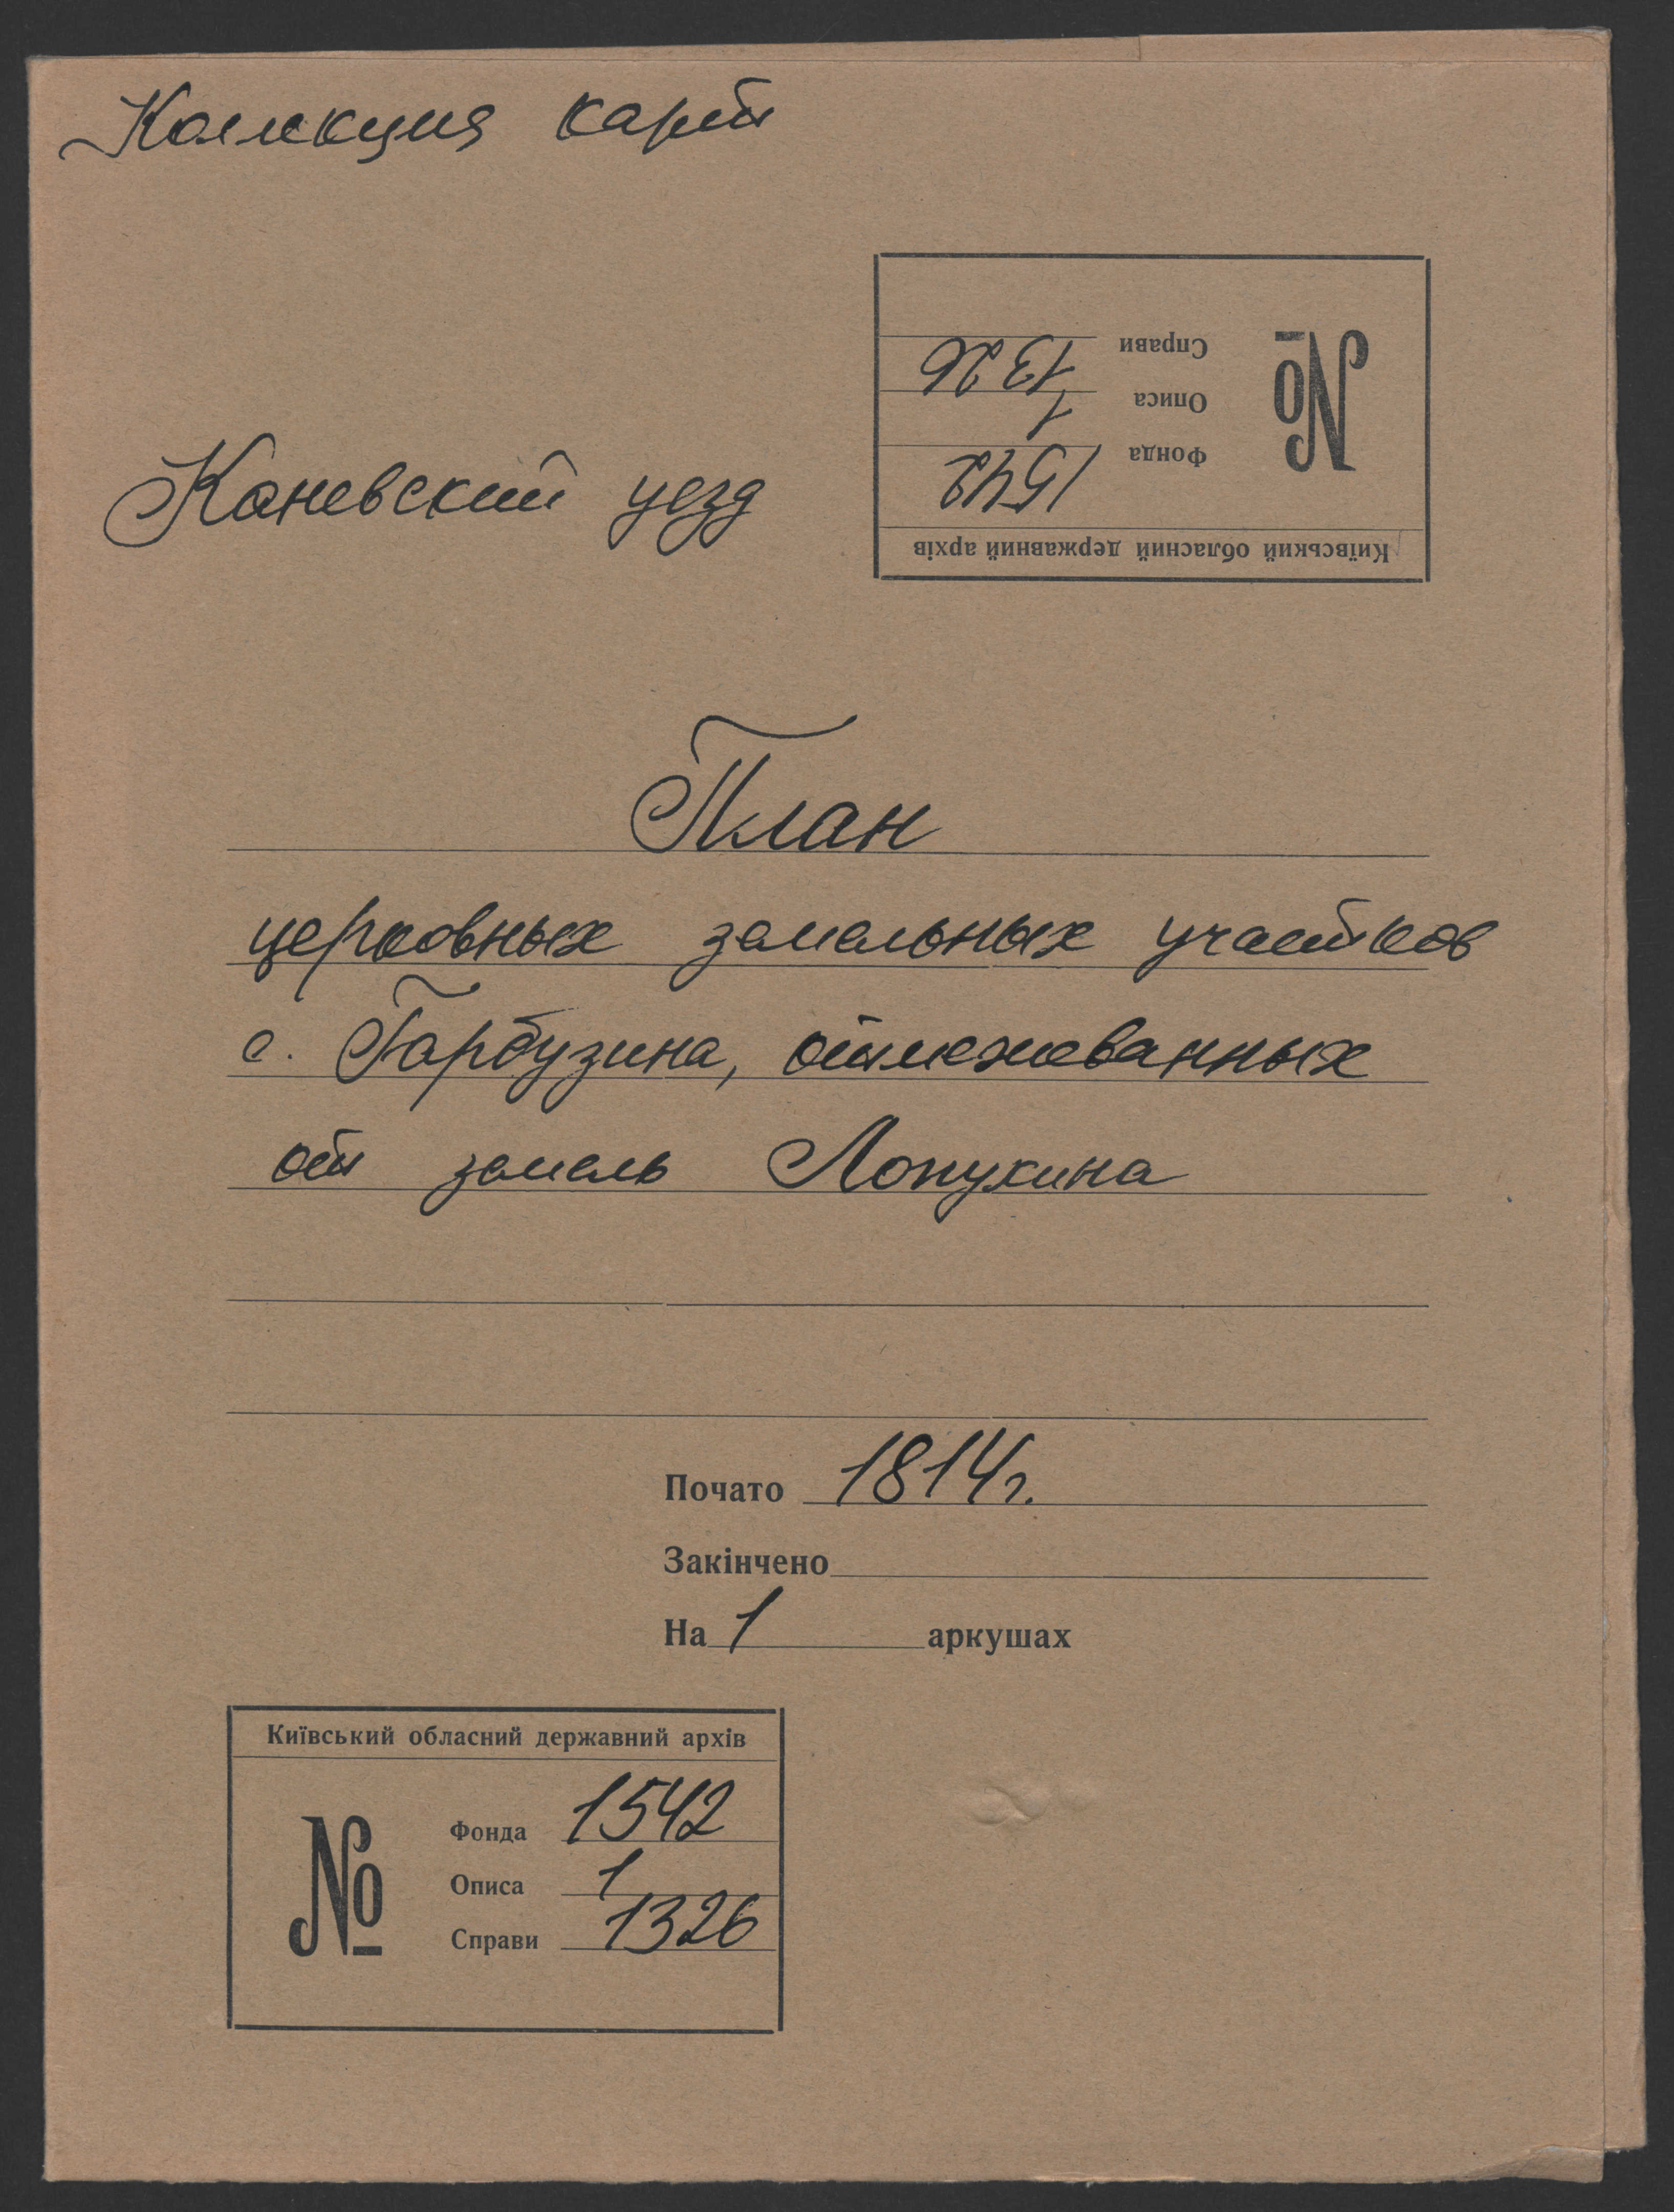 Коллекция карт
Справи 1326
Описа 1
Фонда 1542
№
Київський обласний державний архів
Каневский уезд
План
церковных земельных участков
с. Гарбузина, отмежеванных
от земель Лопухина
Почато 1814г.
Закінчено
На 1 аркушах
Київський обласний державний архів
№
Фонда 1542
Описа 1
Справи 1326